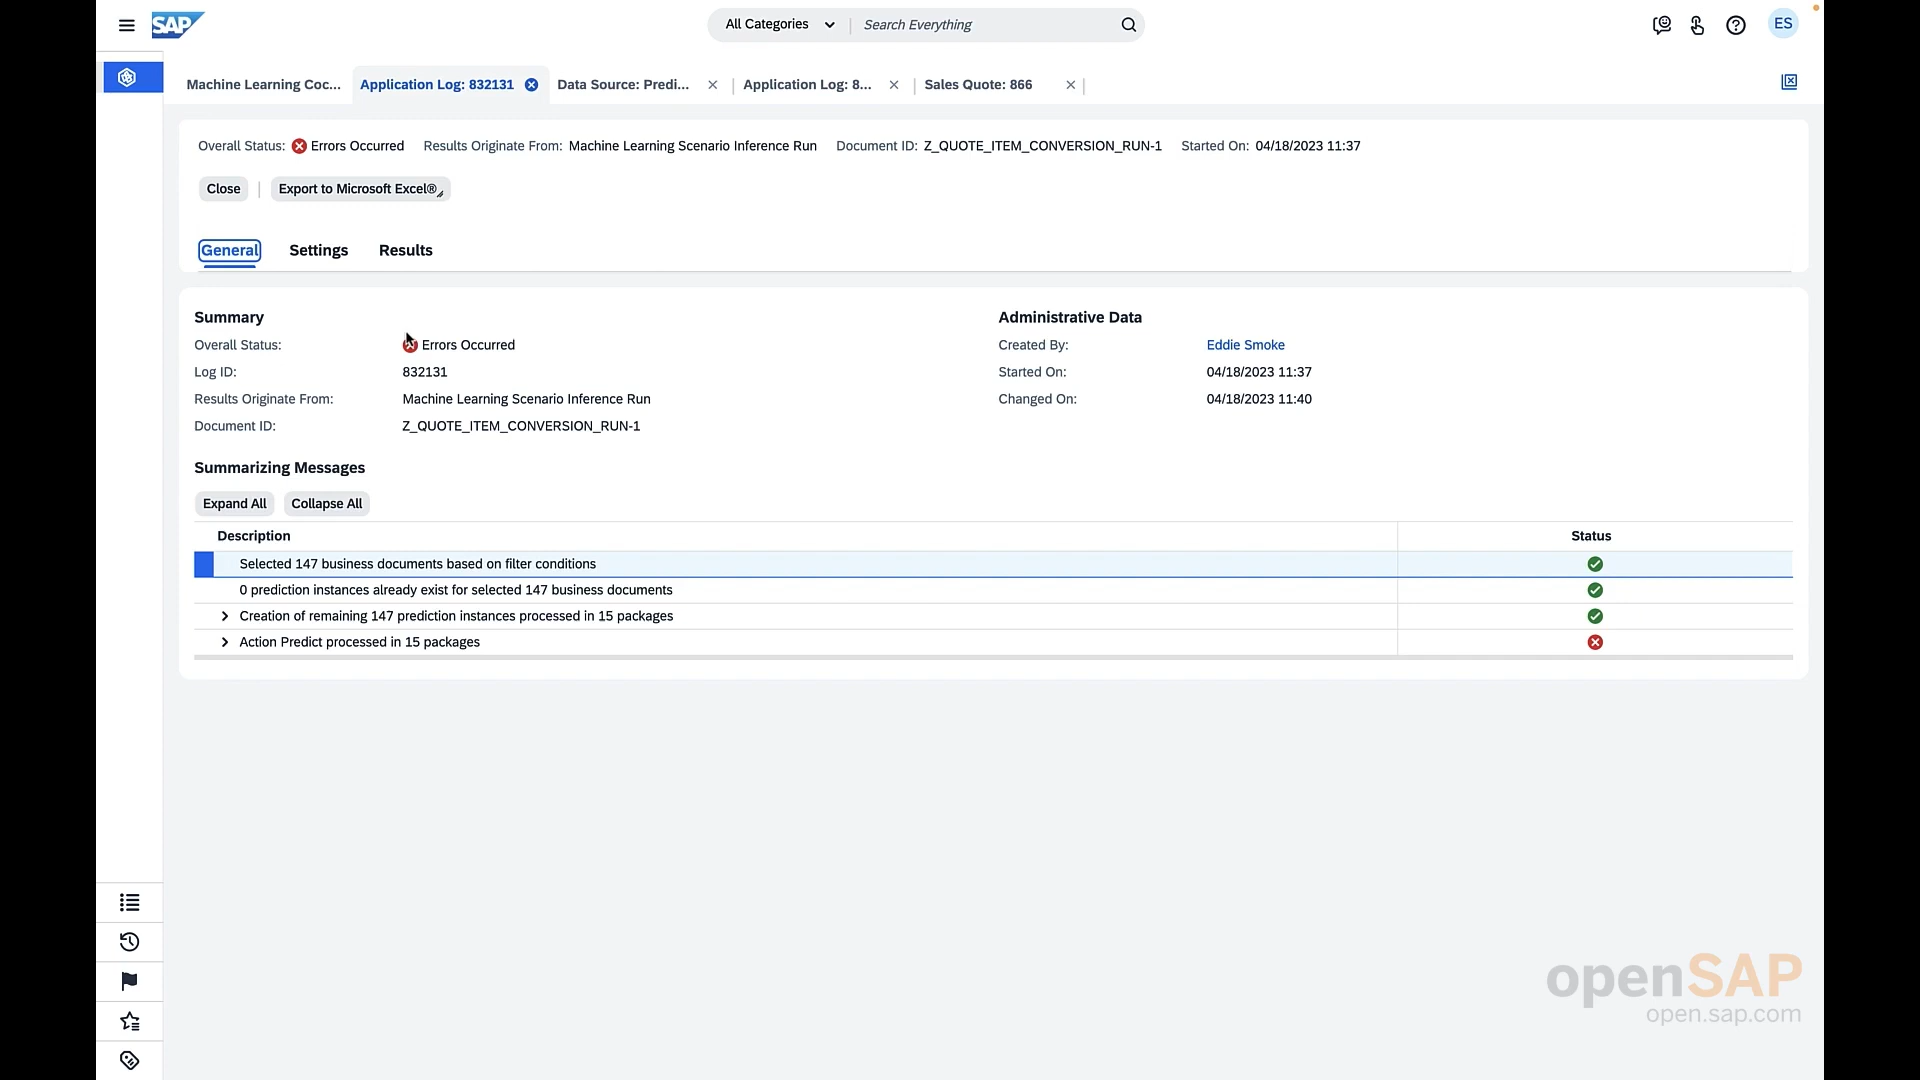 SAP All Categories Search Everything ES
Machine Learning Coc... Application Log: 832131 Data Source: Predi... Application Log: 8... Sales Quote: 866
Overall Status: Errors Occurred Results Originate From: Machine Learning Scenario Inference Run Document ID: Z_QUOTE_ITEM_CONVERSION_RUN-1 Started On: 04/18/2023 11:37
Close Export to Microsoft Excel®
General Settings Results
Summary Administrative Data
Overall Status: Errors Occurred Created By: Eddie Smoke
Log ID: 832131 Started On: 04/18/2023 11:37
Results Originate From: Machine Learning Scenario Inference Run Changed On: 04/18/2023 11:40
Document ID: Z_QUOTE_ITEM_CONVERSION_RUN-1
Summarizing Messages
Expand All Collapse All
Description Status
Selected 147 business documents based on filter conditions
0 prediction instances already exist for selected 147 business documents
Creation of remaining 147 prediction instances processed in 15 packages
Action Predict processed in 15 packages
openSAP
open.sap.com